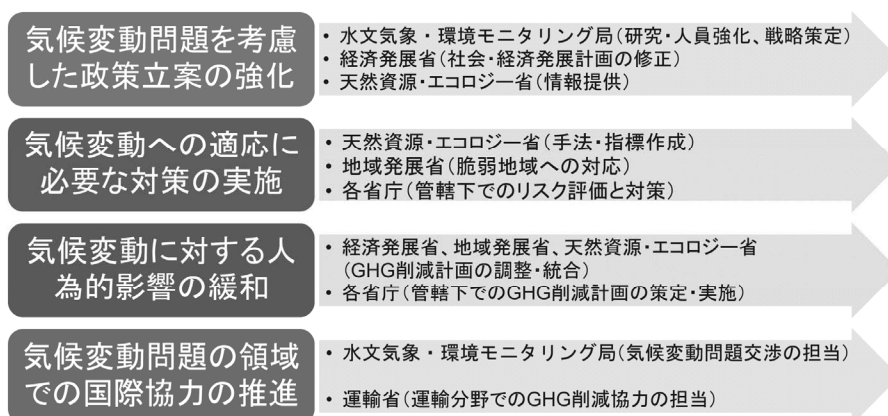 気候変動問題を考慮
した政策立案の強化
• 水文気象・環境モニタリング局(研究・人員強化、戦略策定)
• 経済発展省(社会・経済発展計画の修正)
• 天然資源・エコロジー省(情報提供)
気候変動への適応に
必要な対策の実施
• 天然資源・エコロジー省(手法・指標作成)
• 地域発展省(脆弱地域への対応)
• 各省庁(管轄下でのリスク評価と対策)
気候変動に対する人
為的影響の緩和
• 経済発展省、地域発展省、天然資源・エコロジー省
(GHG削減計画の調整・統合)
• 各省庁(管轄下でのGHG削減計画の策定・実施)
気候変動問題の領域
での国際協力の推進
• 水文気象・環境モニタリング局(気候変動問題交渉の担当)
• 運輸省(運輸分野でのGHG削減協力の担当)